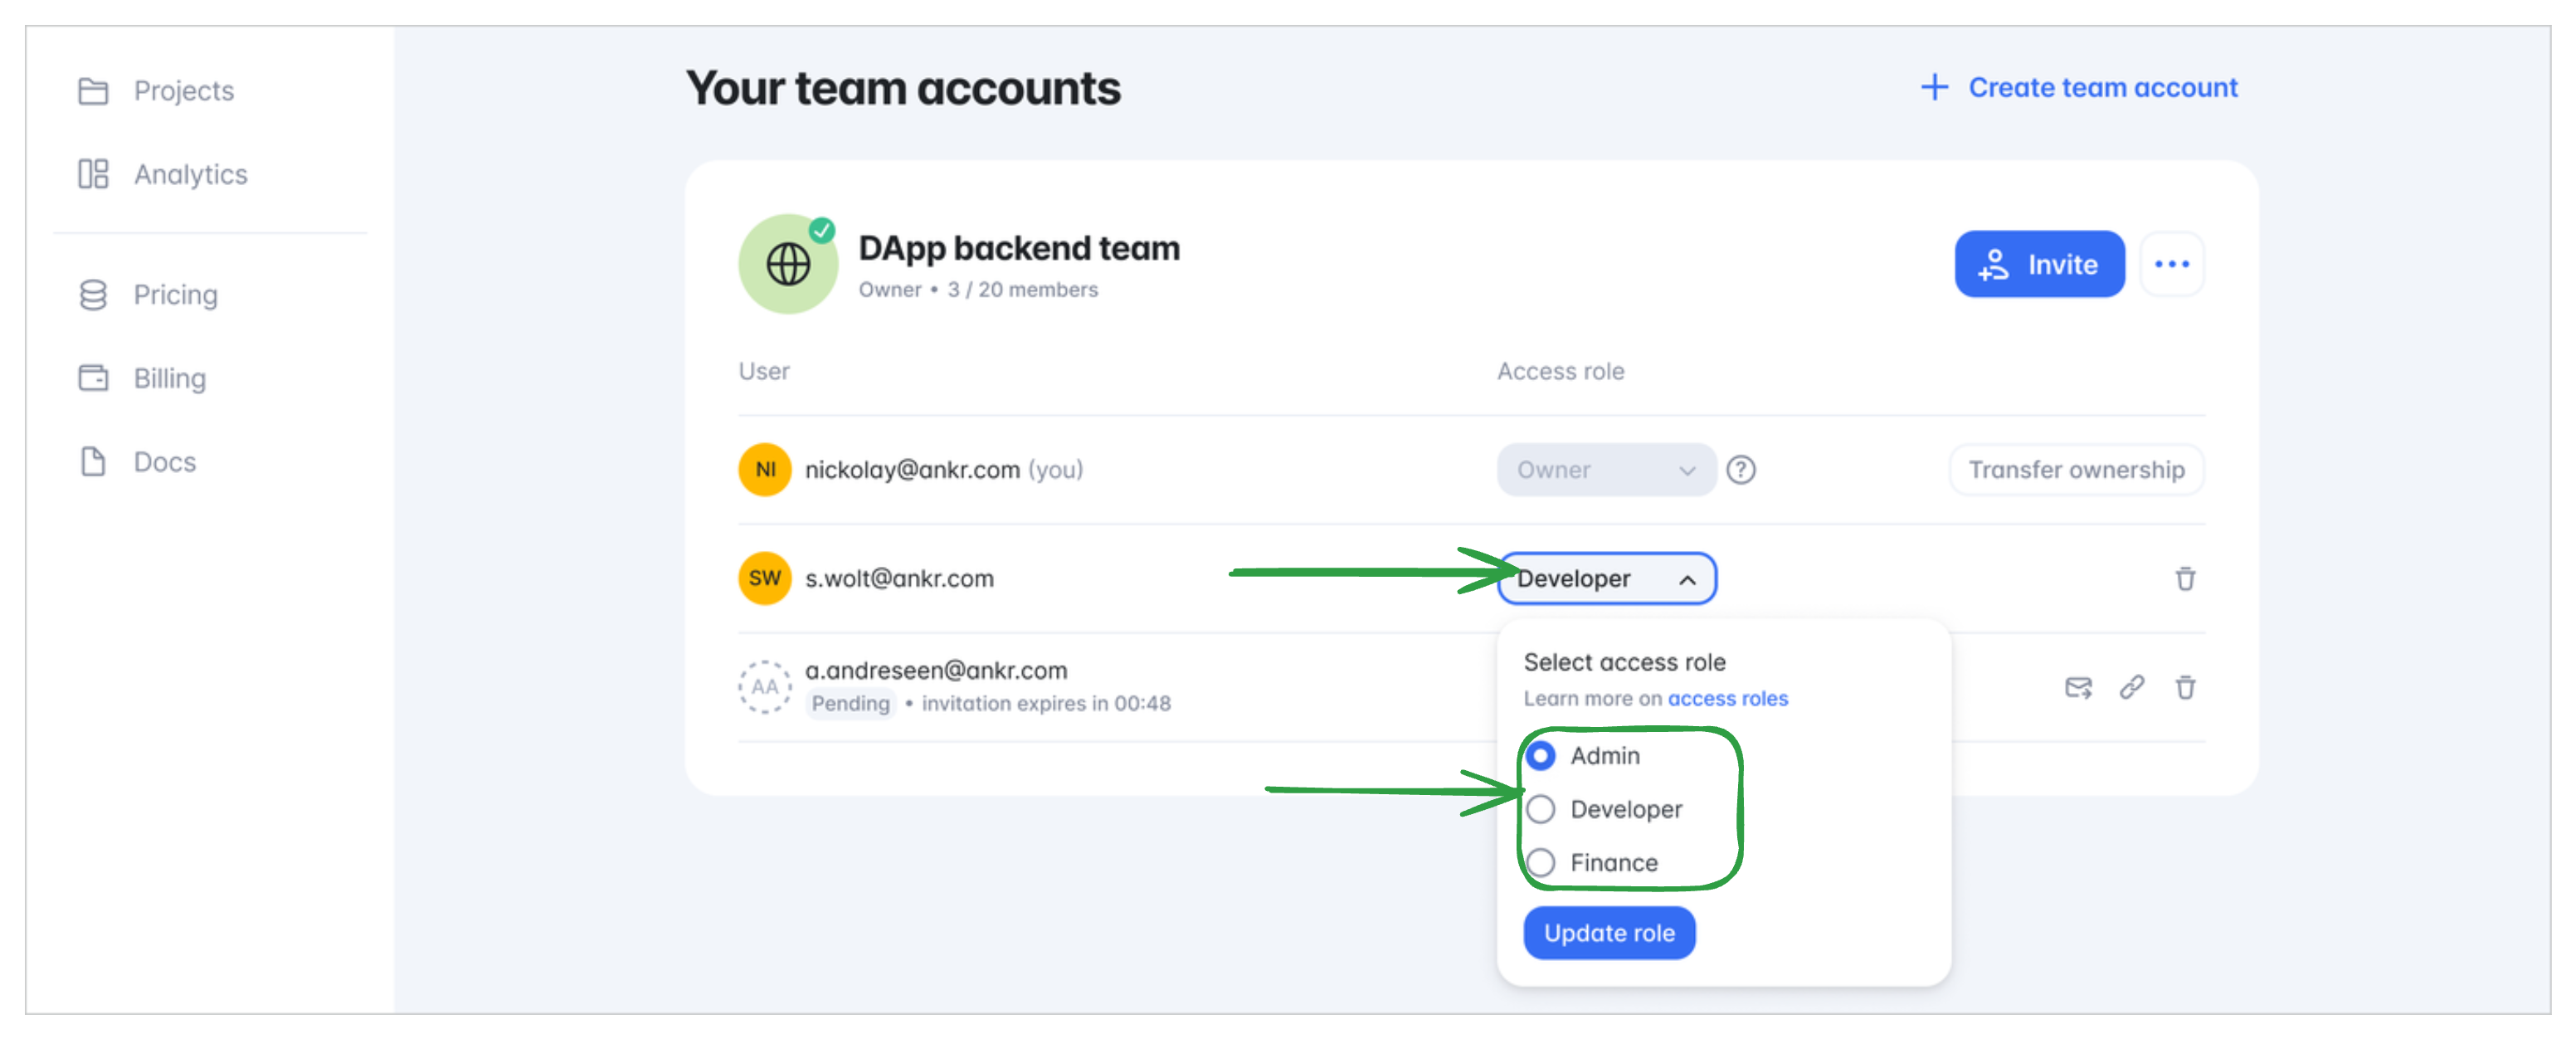 Projects
Analytics
Pricing
Billing
Docs
Your team accounts
Create team account
DApp backend team
Owner • 3 / 20 members
Invite
User
Access role
NI
nickolay@ankr.com (you)
Owner
Transfer ownership
SW
s.wolt@ankr.com
Developer
AA
a.andreseen@ankr.com
Pending • invitation expires in 00:48
Select access role
Learn more on access roles
Admin
Developer
Finance
Update role